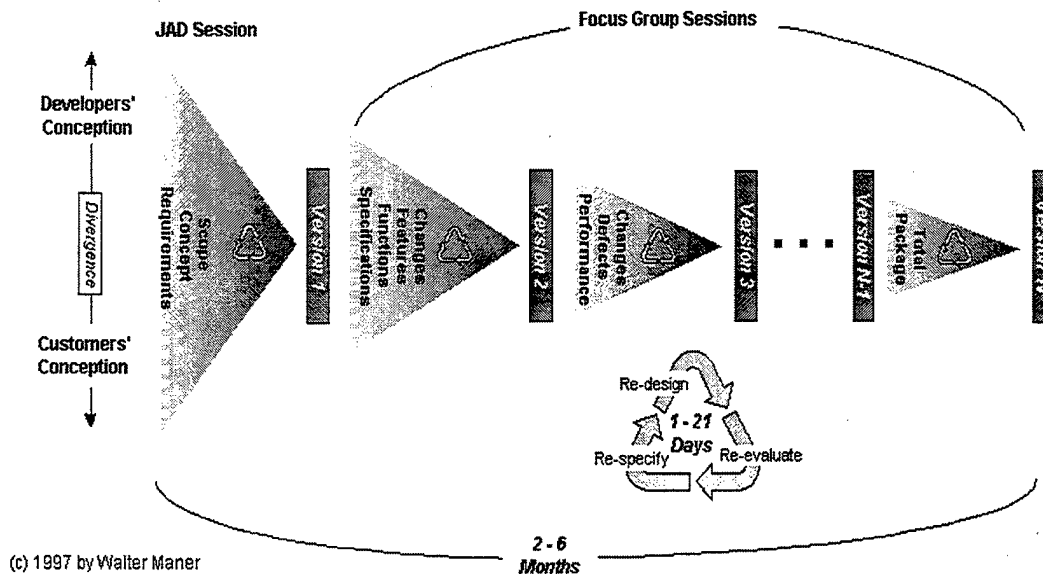 JAD Session
Focus Group Sessions
Developers'
Conception
Divergence
Customers'
Conception
Scope
Concept
Requirements
Version 1
Changes
Features
Functions
Specifications
Version 2
Changes
Defects
Performance
Version 3
Version N-1
Total
Package
Re-design
1 - 21
Days
Re-specify
Re-evaluate
2 - 6
Months
(c) 1997 by Walter Maner